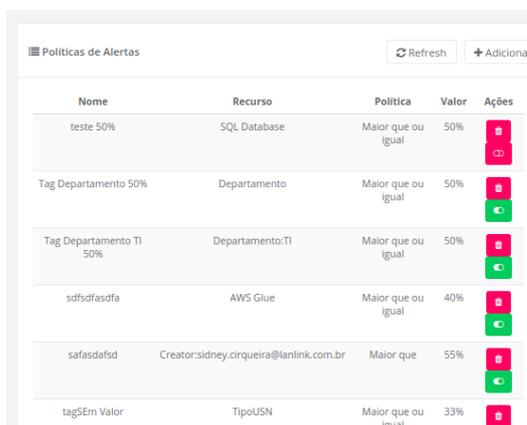 Políticas de Alertas
Refresh
Adiciona
Nome Recurso Política Valor Ações
teste 50% SQL Database Maior que ou 50%
igual
Tag Departamento 50% Departamento Maior que ou 50%
igual
Tag Departamento TI Departamento:TI Maior que ou 50%
50% igual
sdfsdfasdfa AWS Glue Maior que ou 40%
igual
safasdafsd Creator:sidney.cirqueira@lanlink.com.br Maior que 55%
tagSEm Valor TipoUSN Maior que ou 33%
igual